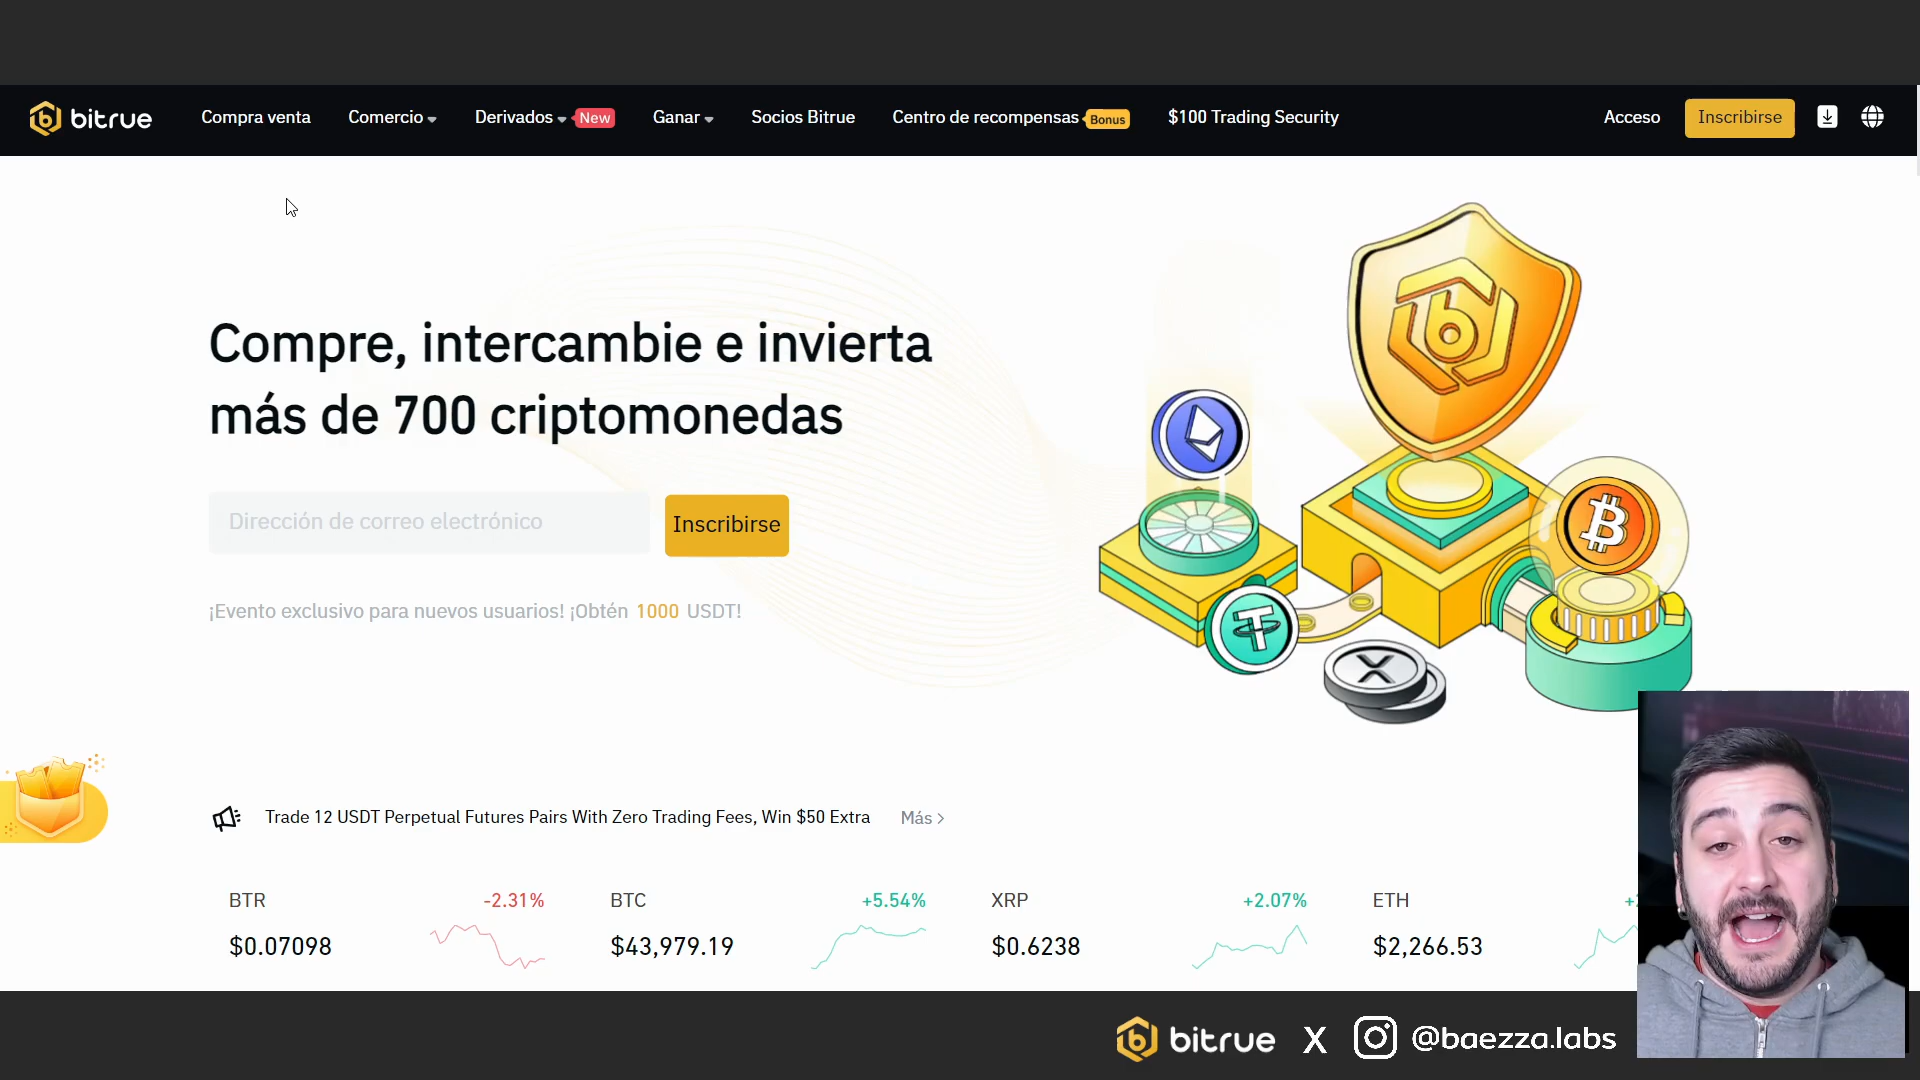 bitrue
Compra venta
Comercio
Derivados
New
Ganar
Socios Bitrue
Centro de recompensas
Bonus
$100 Trading Security
Acceso
Inscribirse
Compre, intercambie e invierta
más de 700 criptomonedas
Dirección de correo electrónico
Inscribirse
¡Evento exclusivo para nuevos usuarios! ¡Obtén 1000 USDT!
Trade 12 USDT Perpetual Futures Pairs With Zero Trading Fees, Win $50 Extra
Más >
BTR
-2.31%
$0.07098
BTC
+5.54%
$43,979.19
XRP
+2.07%
$0.6238
ETH
$2,266.53
bitrue X @baezza.labs